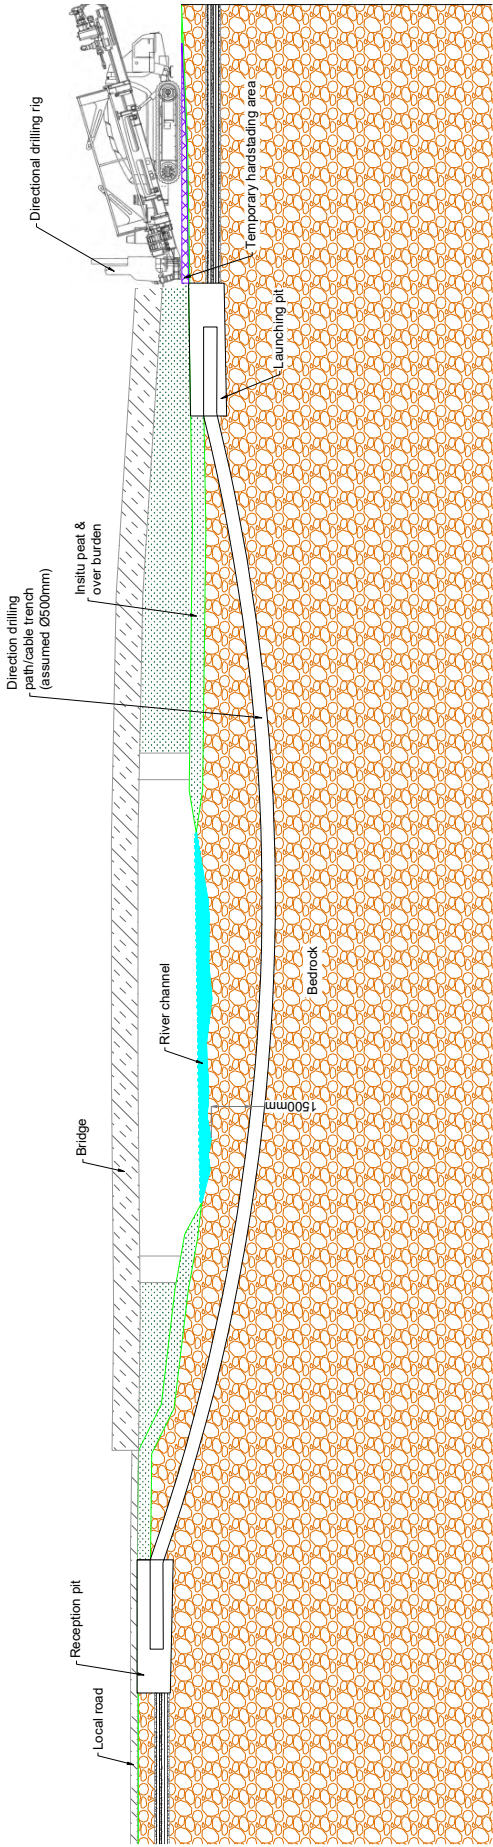 Local road
Reception pit
Bridge
River channel
1500mm
Bedrock
Direction drilling
path/cable trench
(assumed Ø500mm)
Insitu peat &
over burden
Launching pit
Temporary hardstading area
Directional drilling rig